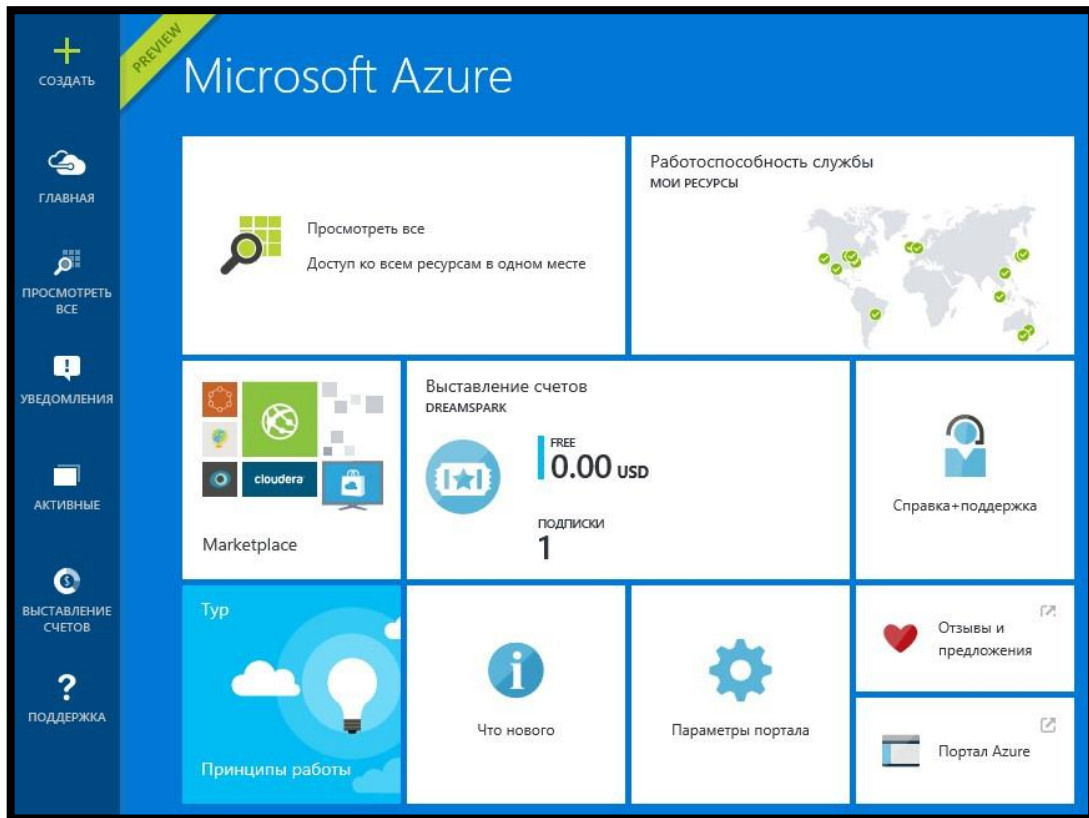 СОЗДАТЬ
ГЛАВНАЯ
ПРОСМОТРЕТЬ
ВСЕ
УВЕДОМЛЕНИЯ
АКТИВНЫЕ
ВЫСТАВЛЕНИЕ
СЧЕТОВ
ПОДДЕРЖКА
PREVIEW
Microsoft Azure
Просмотреть все
Доступ ко всем ресурсам в одном месте
Работоспособность службы
МОИ РЕСУРСЫ
cloudera
Marketplace
Выставление счетов
DREAMSPARK
FREE
0.00 USD
ПОДПИСКИ
1
Справка+поддержка
Тур
Принципы работы
Что нового
Параметры портала
Отзывы и
предложения
Портал Azure